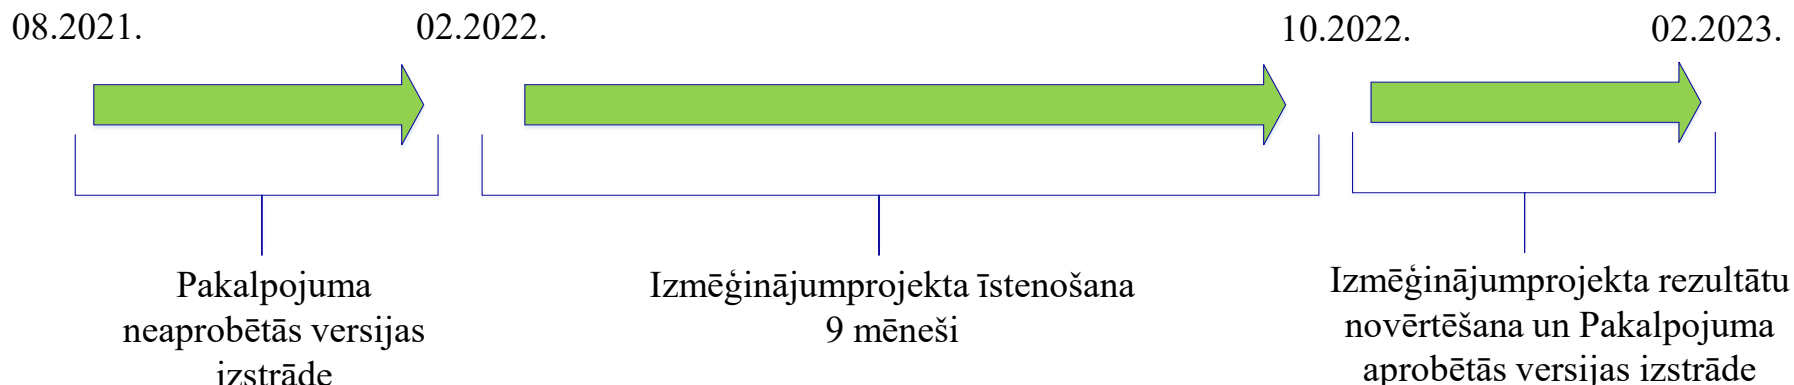 08.2021.
02.2022.
10.2022.
02.2023.
Pakalpojuma
neaprobētās versijas
izstrāde
Izmēģinājumprojekta īstenošana
9 mēneši
Izmēģinājumprojekta rezultātu
novērtēšana un Pakalpojuma
aprobētās versijas izstrāde